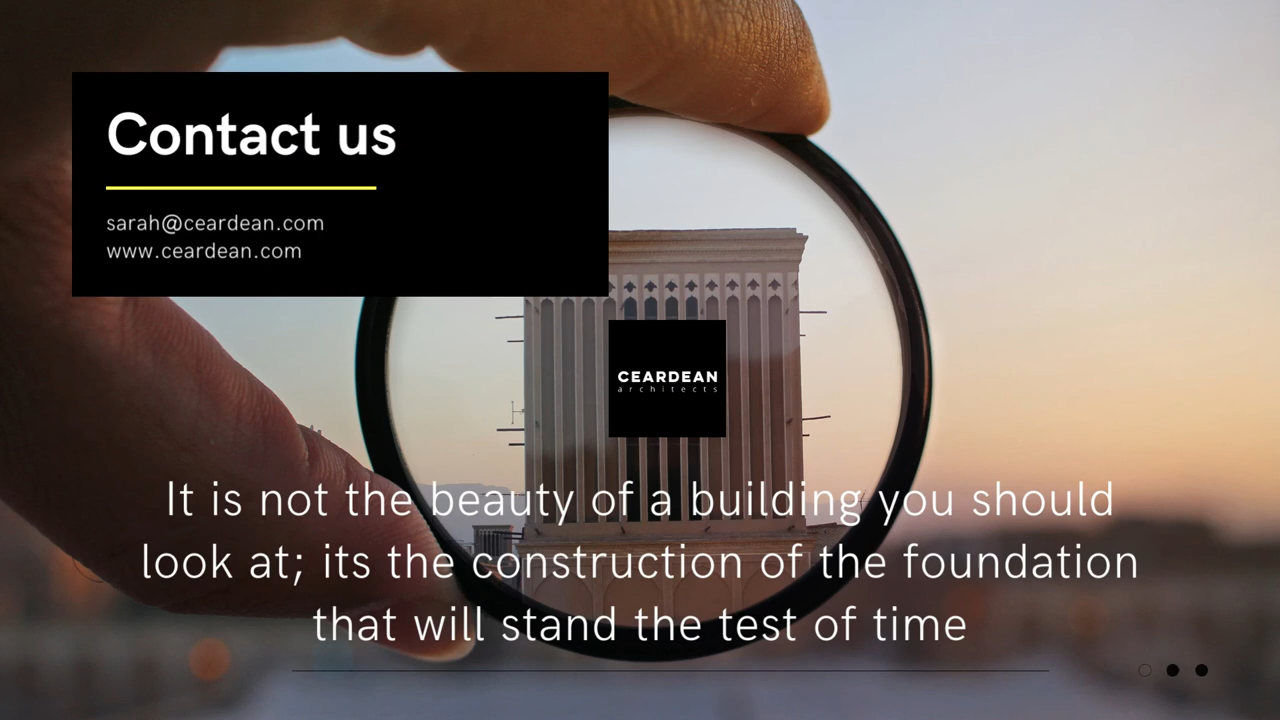 Contact us
sarah@ceardean.com
www.ceardean.com
CEARDEAN
architects
It is not the beauty of a building you should
look at; its the construction of the foundation
that will stand the test of time